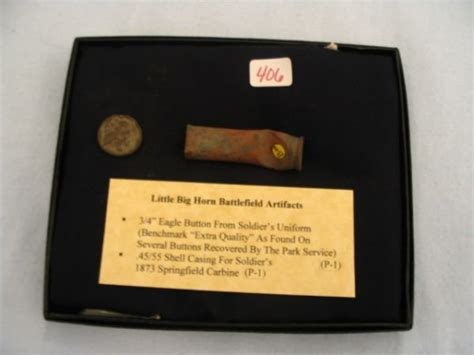 406
Little Big Horn Battlefield Artifacts
• 3/4" Eagle Button From Soldier's Uniform
(Benchmark "Extra Quality" As Found On
Several Buttons Recovered By The Park Service)
• .45/55 Shell Casing For Soldier's (P-1)
1873 Springfield Carbine (P-1)